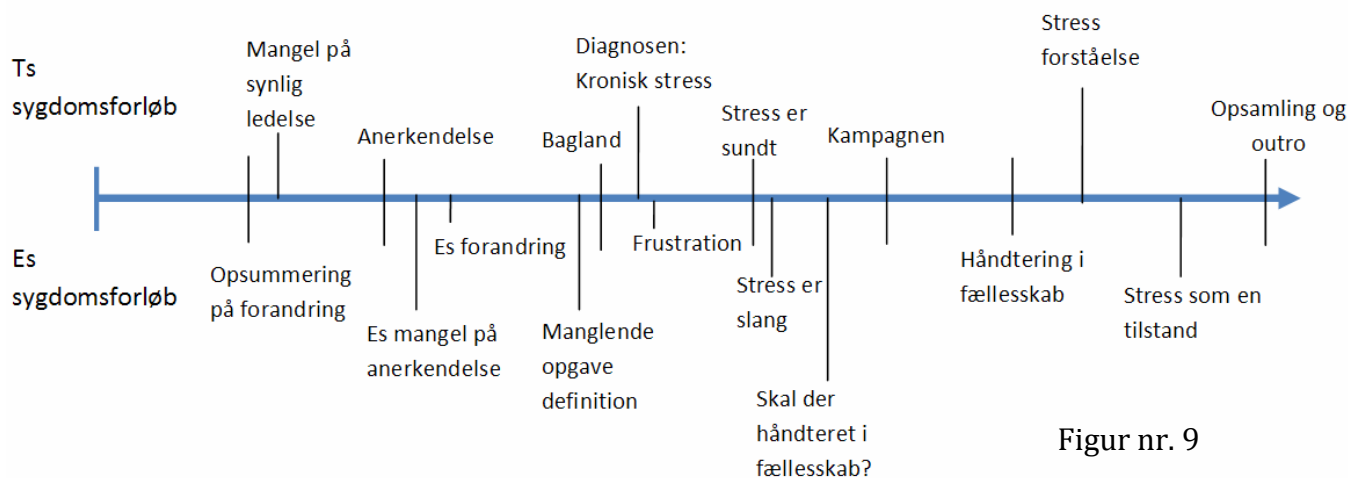 Ts
sygdomsforløb
Mangel på
synlig
ledelse
Anerkendelse
Bagland
Diagnosen:
Kronisk stress
Stress er
sundt
Kampagnen
Stress
forståelse
Opsamling og
outro
Es
sygdomsforløb
Opsummering
på forandring
Es mangel på
anerkendelse
Es forandring
Manglende
opgave
definition
Frustration
Stress er
slang
Skal der
håndteret i
fællesskab?
Håndtering i
fællesskab
Stress som en
tilstand
Figur nr. 9